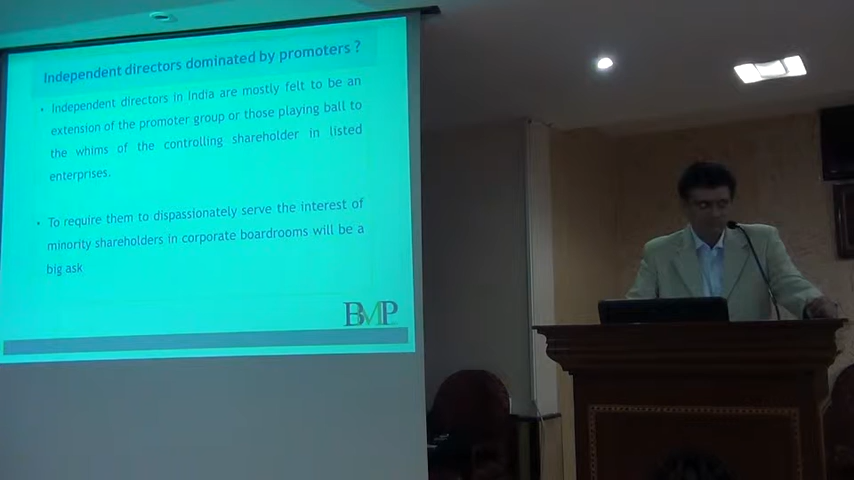 Independent directors dominated by promoters ?
• Independent directors in India are mostly felt to be an
extension of the promoter group or those playing ball to
the whims of the controlling shareholder in listed
enterprises.
• To require them to dispassionately serve the interest of
minority shareholders in corporate boardrooms will be a
big ask
BMP